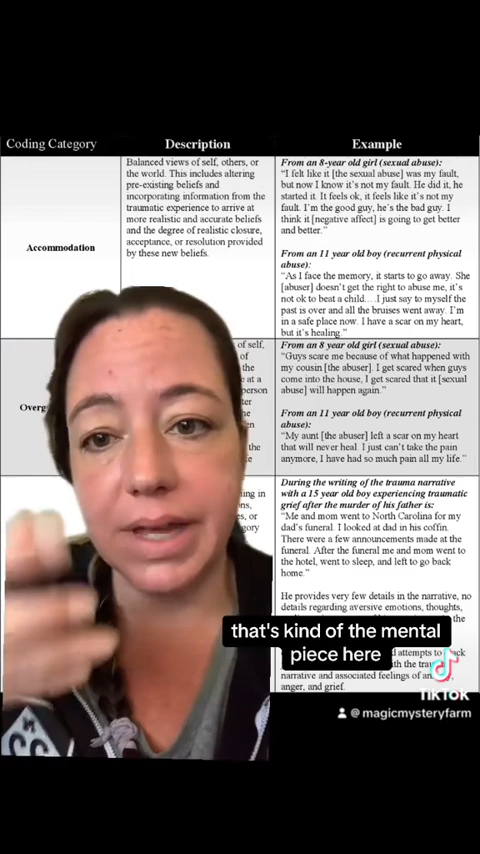 Coding Category
Description
Example
Accommodation
Balanced views of self, others, or
the world. This includes altering
pre-existing beliefs and
incorporating information from the
traumatic experience to arrive at
more realistic and accurate beliefs
and the degree of realistic closure,
acceptance, or resolution provided
by these new beliefs.
From an 8-year old girl (sexual abuse):
“I felt like it [the sexual abuse] was my fault,
but now I know it's not my fault. He did it, he
started it. It feels ok, it feels like it's not my
fault. I'm the good guy, he's the bad guy. I
think it [negative affect] is going to get better
and better.”
From an 11 year old boy (recurrent physical
abuse):
“As I face the memory, it starts to go away. She
[abuser] doesn't get the right to abuse me, it's
not ok to beat a child….I just say to myself the
past is over and all the bruises went away. I'm
in a safe place now. I have a scar on my heart,
but it's healing.”
of self,
of
the
at a
person
the
the
From an 8 year old girl (sexual abuse):
“Guys scare me because of what happened with
my cousin [the abuser]. I get scared when guys
come into the house, I get scared that it [sexual
abuse] will happen again.”
From an 11 year old boy (recurrent physical
abuse):
“My aunt [the abuser] left a scar on my heart
that will never heal. I just can't take the pain
anymore, I have had so much pain all my life.”
in
or
During the writing of the trauma narrative
with a 15 year old boy experiencing traumatic
grief after the murder of his father is:
“Me and mom went to North Carolina for my
dad's funeral. I looked at dad in his coffin.
There were a few announcements made at the
funeral. After the funeral me and mom went to
the hotel, went to sleep, and left to go back
home.”
He provides very few details in the narrative, no
details regarding aversive emotions, thoughts,
the
that's kind of the mental
piece here
attempts to
the
narrative and associated feelings of
anger, and grief.
TikTok
@magicmysteryfarm